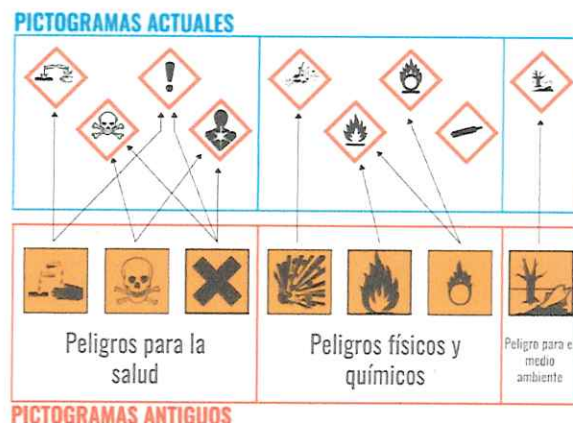 PICTOGRAMAS ACTUALES
Peligros para la
salud
Peligros físicos y
químicos
Peligro para e
medio
ambiente
PICTOGRAMAS ANTIGUOS